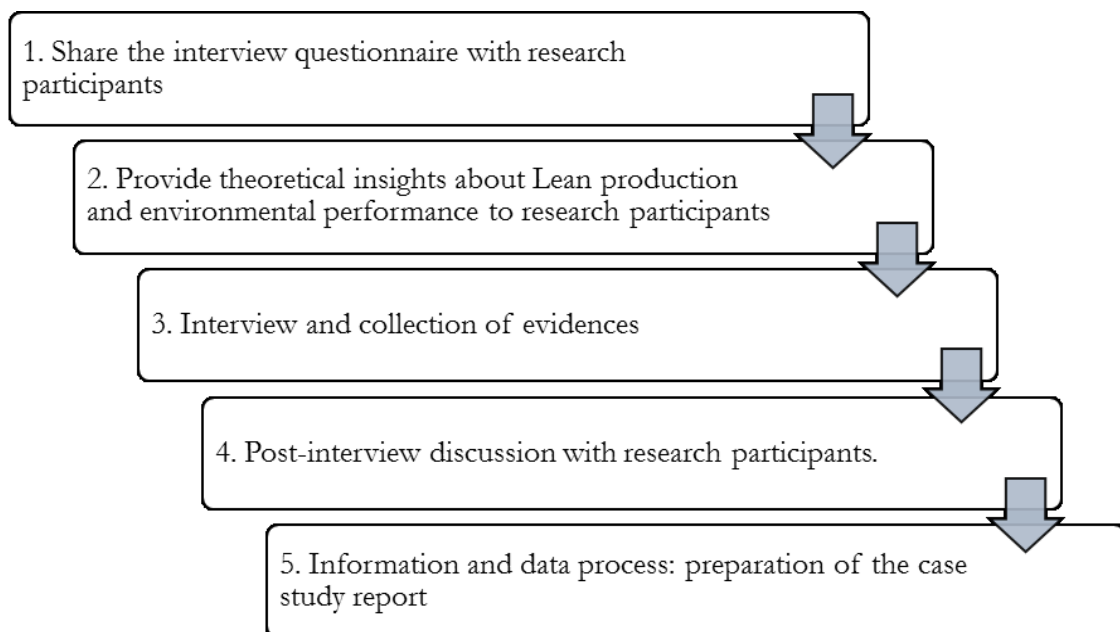 1. Share the interview questionnaire with research
participants
2. Provide theoretical insights about Lean production
and environmental performance to research participants
3. Interview and collection of evidences
4. Post-interview discussion with research participants.
5. Information and data process: preparation of the case
study report